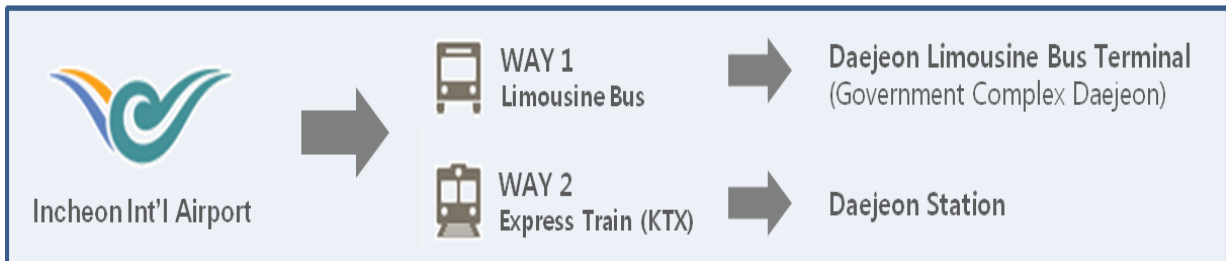 WAY 1
Limousine Bus
Daejeon Limousine Bus Terminal
(Government Complex Daejeon)
Incheon Int'l Airport
WAY 2
Express Train (KTX)
Daejeon Station